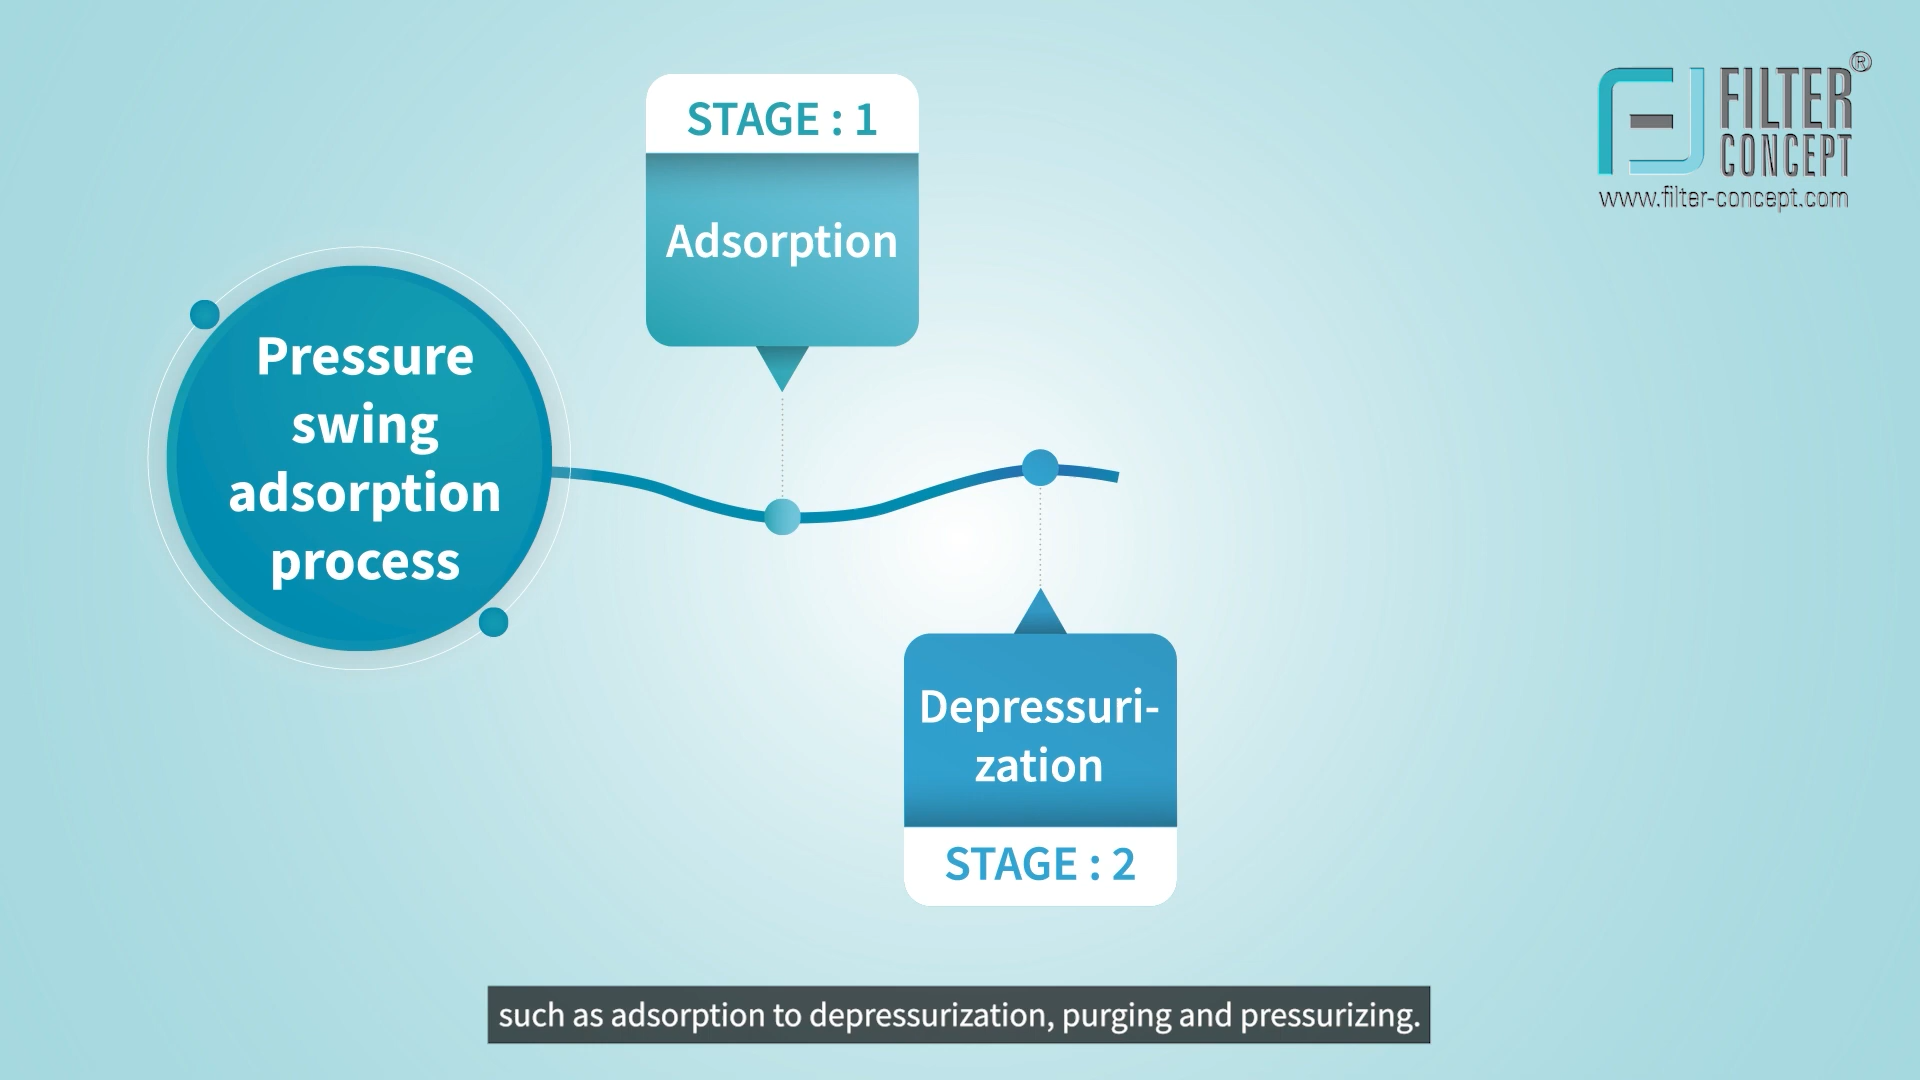 STAGE : 1
Adsorption
Pressure
swing
adsorption
process
Depressuri-
zation
STAGE : 2
FILTER®
CONCEPT
www.filter-concept.com
such as adsorption to depressurization, purging and pressurizing.